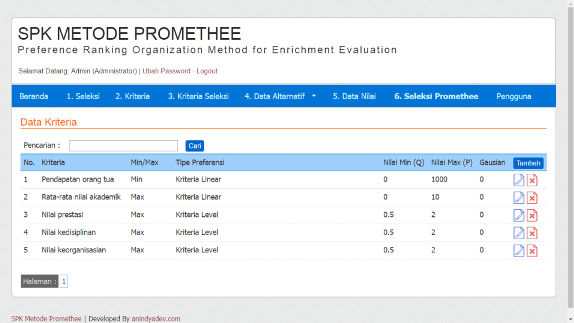 SPK METODE PROMETHEE
Preference Ranking Organization Method for Enrichment Evaluation
Selamat Datang: Admin (Administrator) | Ubah Password - Logout
Beranda 1. Seleksi 2. Kriteria 3. Kriteria Seleksi 4. Data Alternatif 5. Data Nilai 6. Seleksi Promethee Pengguna
Data Kriteria
Pencarian : Cari
No. Kriteria Min/Max Tipe Preferensi Nilai Min (Q) Nilai Max (P) Gausian Tambah
1 Pendapatan orang tua Min Kriteria Linear 0 1000 0
2 Rata-rata nilai akademik Max Kriteria Linear 0 10 0
3 Nilai prestasi Max Kriteria Level 0.5 2 0
4 Nilai kedisiplinan Max Kriteria Level 0.5 2 0
5 Nilai keorganisasian Max Kriteria Level 0.5 2 0
Halaman : 1
SPK Metode Promethee | Developed By anindyadev.com